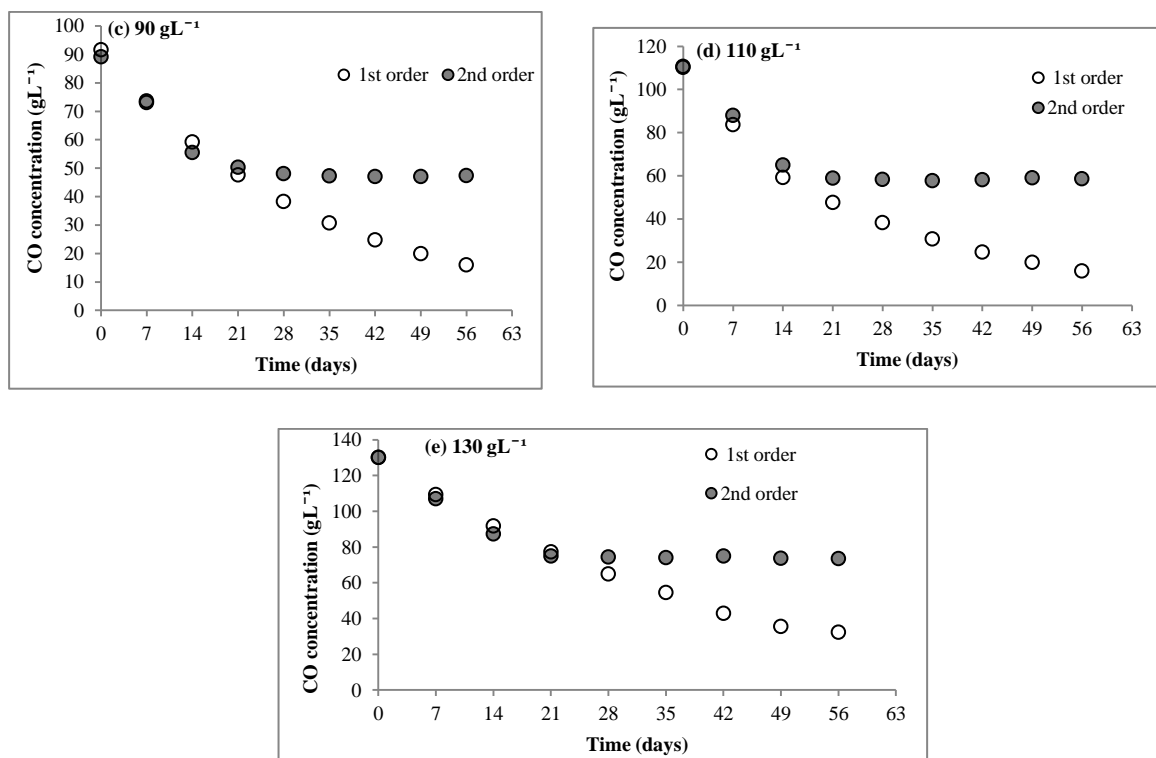 (c) 90 gL⁻¹
100
90
80
70
60
50
40
30
20
10
0
CO concentration (gL⁻¹)
1st order
2nd order
0 7 14 21 28 35 42 49 56 63
Time (days)
(d) 110 gL⁻¹
120
100
80
60
40
20
0
CO concentration (gL⁻¹)
1st order
2nd order
0 7 14 21 28 35 42 49 56 63
Time (days)
(e) 130 gL⁻¹
140
120
100
80
60
40
20
0
CO concentration (gL⁻¹)
1st order
2nd order
0 7 14 21 28 35 42 49 56 63
Time (days)